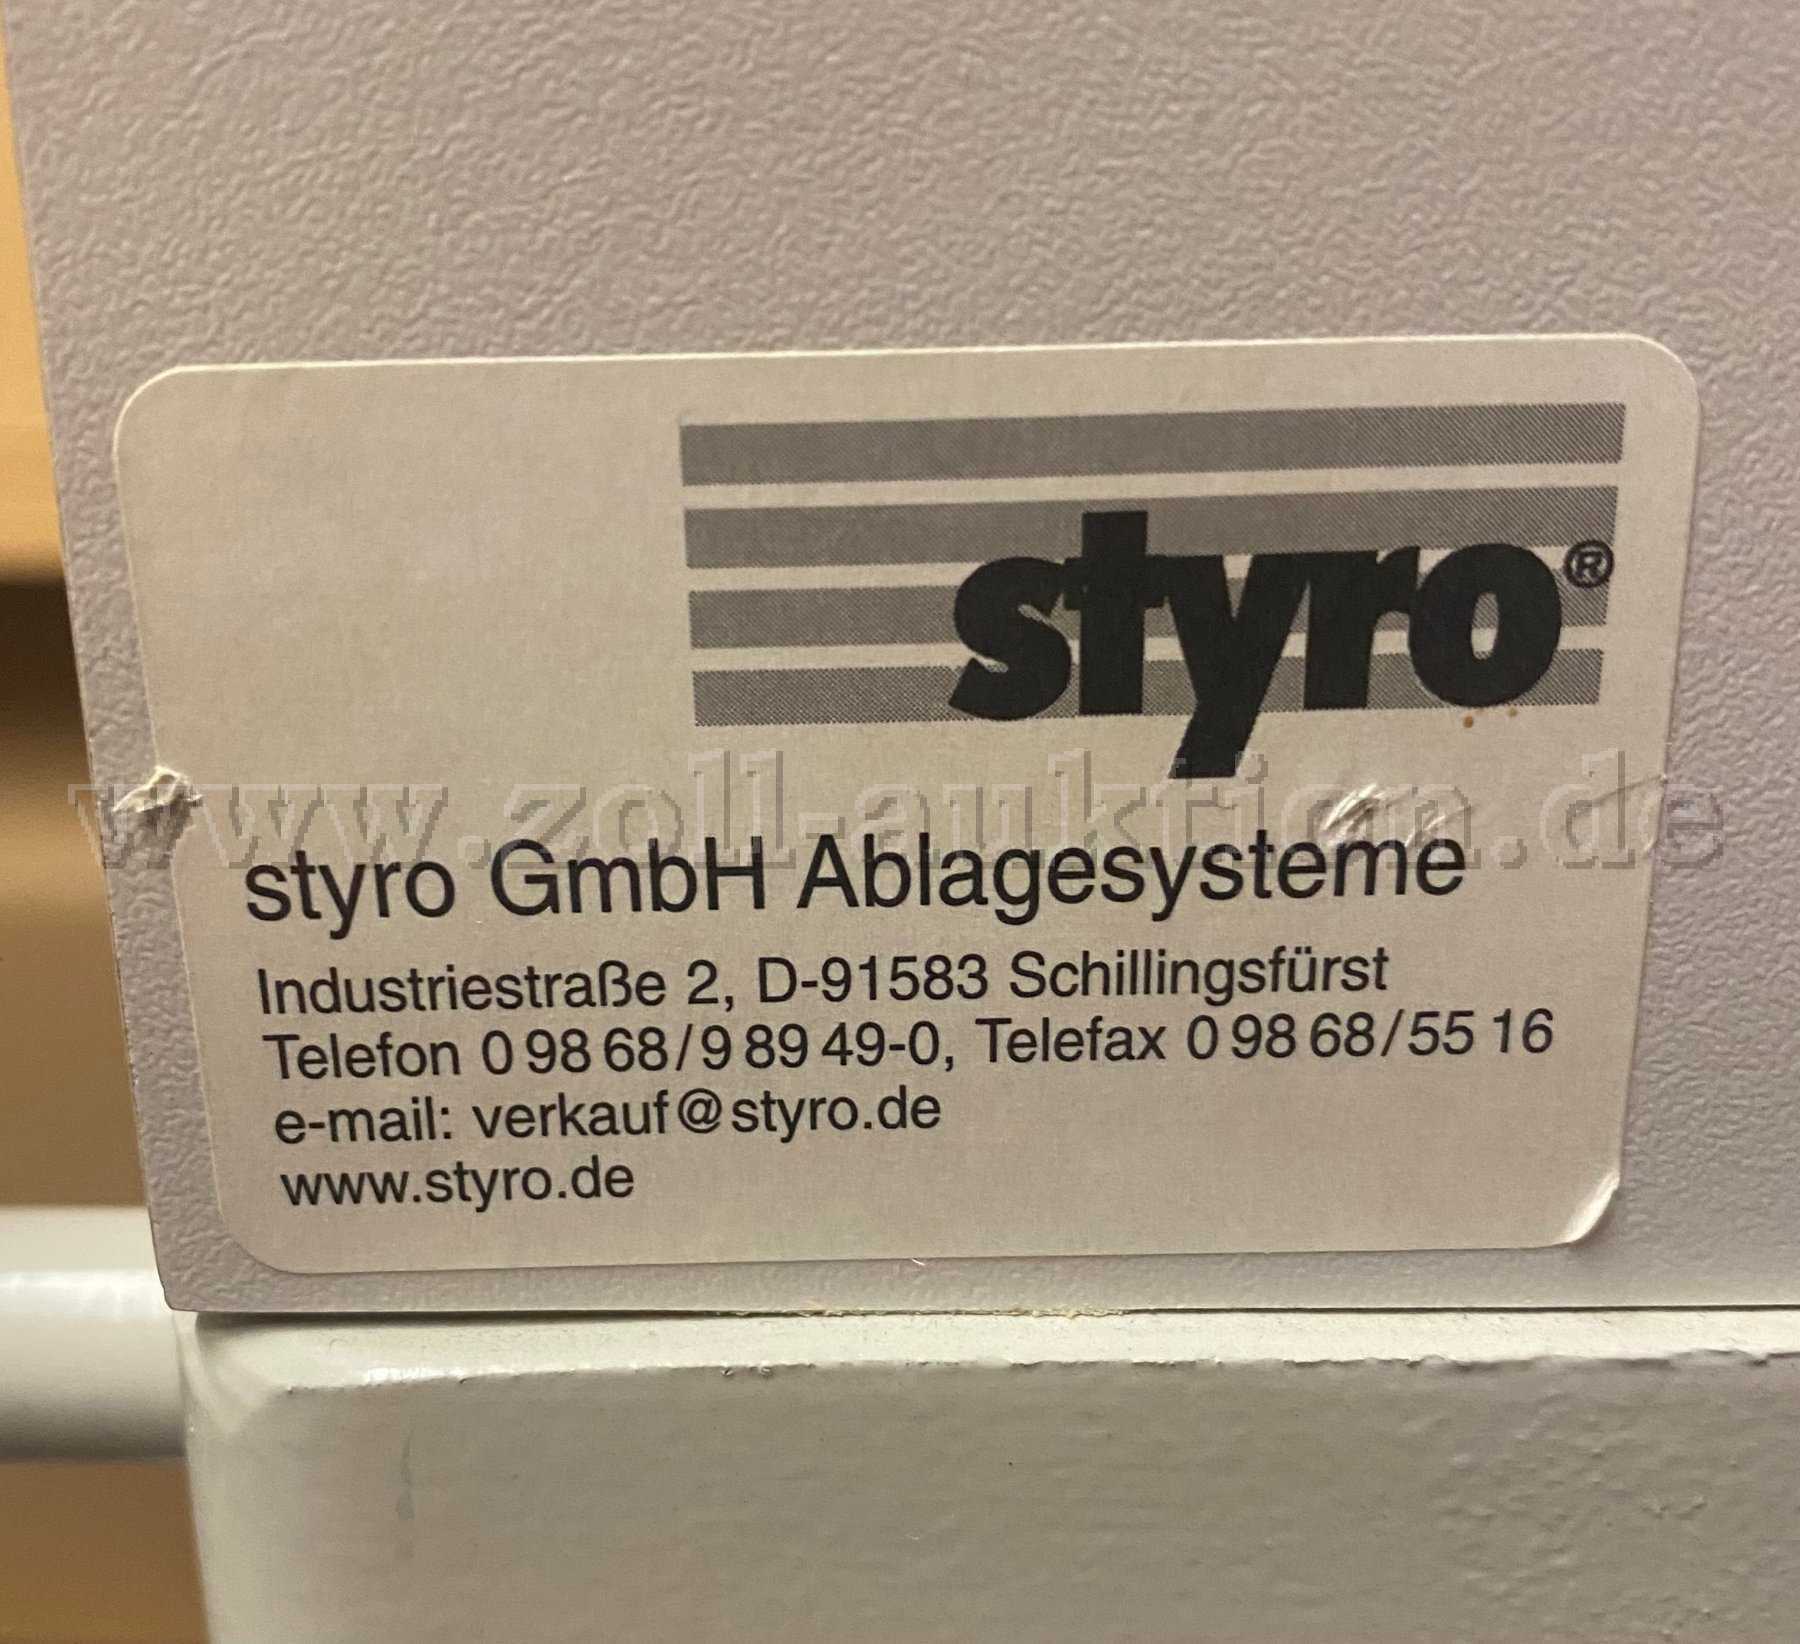 styro®
www.zoll-auktion.de
styro GmbH Ablagesysteme
Industriestraße 2, D-91583 Schillingsfürst
Telefon 0 98 68/9 89 49-0, Telefax 0 98 68/55 16
e-mail: verkauf@styro.de
www.styro.de